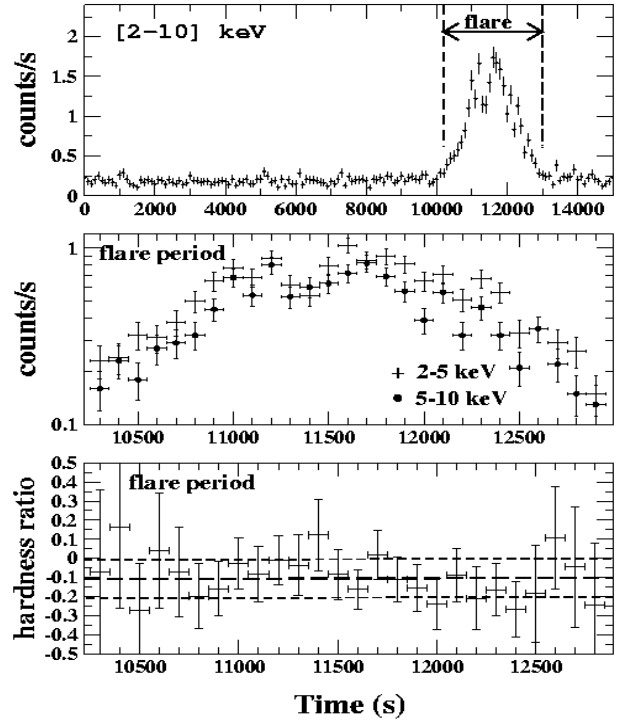 [2-10] keV
flare
counts/s
2
1.5
1
0.5
0
0 2000 4000 6000 8000 10000 12000 14000
flare period
counts/s
1
0.1
+ 2-5 keV
• 5-10 keV
10500 11000 11500 12000 12500
flare period
hardness ratio
0.5
0.4
0.3
0.2
0.1
0
-0.1
-0.2
-0.3
-0.4
-0.5
10500 11000 11500 12000 12500
Time (s)